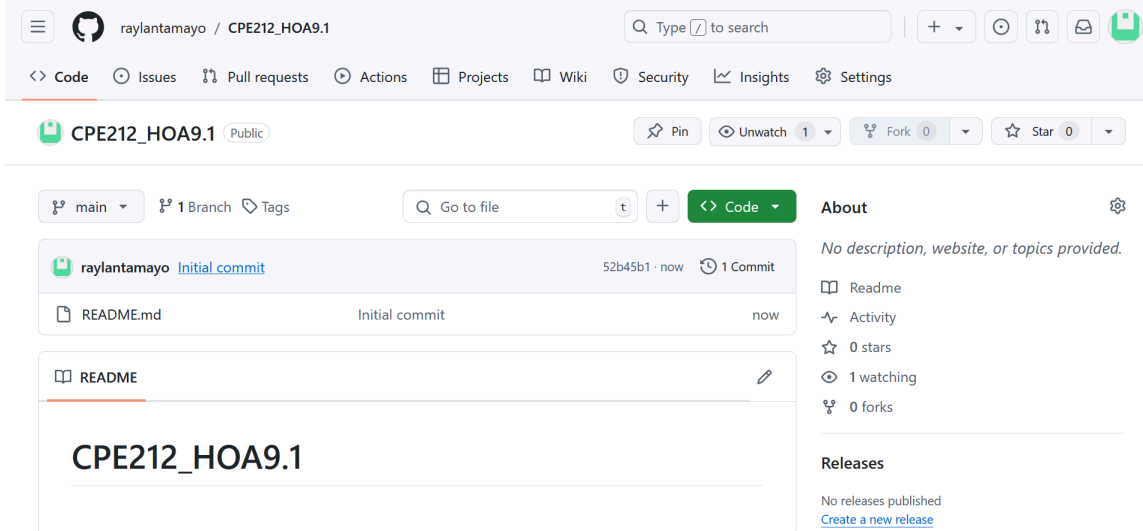 raylantamayo / CPE212_HOA9.1
Type / to search
Code Issues Pull requests Actions Projects Wiki Security Insights Settings
CPE212_HOA9.1 Public
Pin Unwatch 1 Fork 0 Star 0
main 1 Branch Tags Go to file t Code
raylantamayo Initial commit 52b45b1 · now 1 Commit
README.md Initial commit now
README
CPE212_HOA9.1
About
No description, website, or topics provided.
Readme
Activity
0 stars
1 watching
0 forks
Releases
No releases published
Create a new release